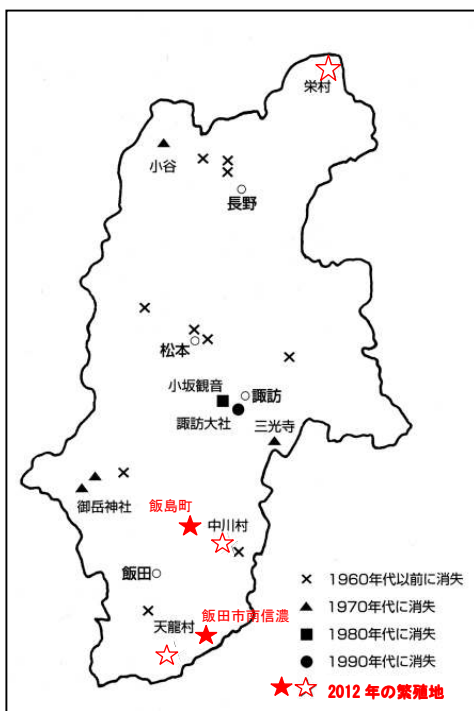 栄村
小谷
長野
松本
小坂観音
諏訪
諏訪大社
三光寺
御岳神社
飯島町
中川村
飯田
天龍村
飯田市南信濃
× 1960年代以前に消失
▲ 1970年代に消失
■ 1980年代に消失
● 1990年代に消失
★☆ 2012年の繁殖地